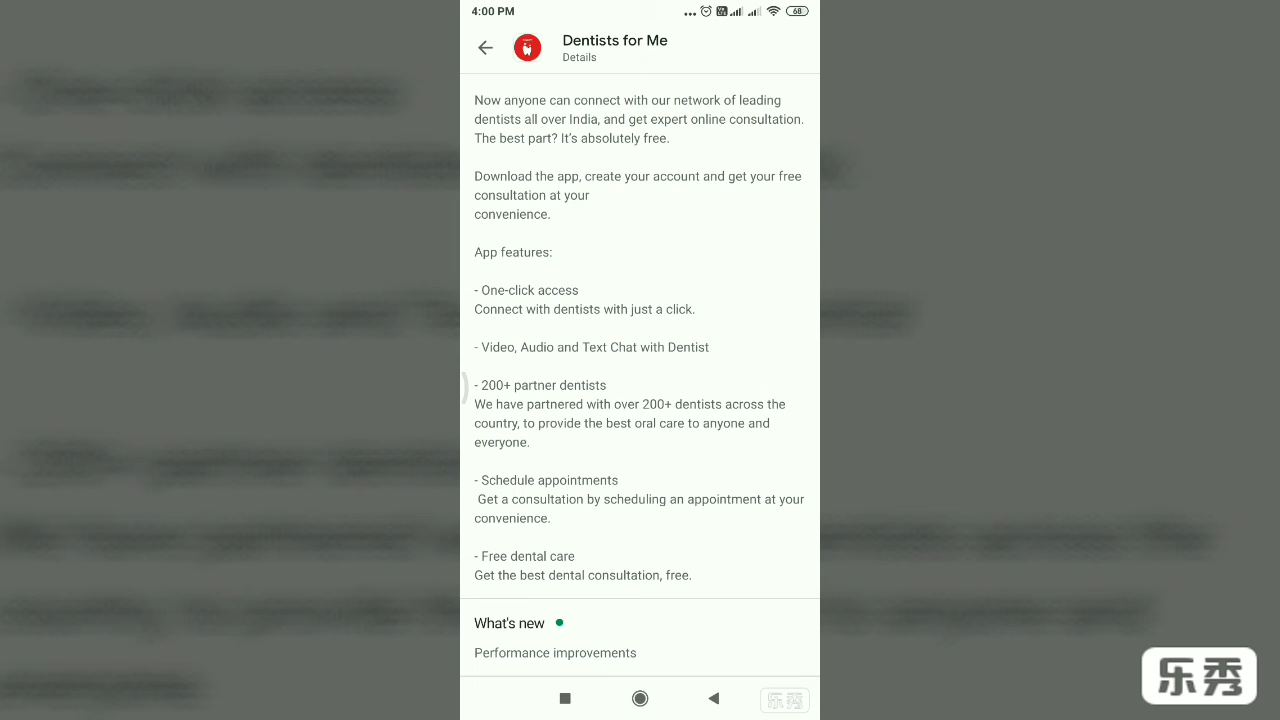 4:00 PM
68
Dentists for Me
Details
Now anyone can connect with our network of leading
dentists all over India, and get expert online consultation.
The best part? It's absolutely free.
Download the app, create your account and get your free
consultation at your
convenience.
App features:
- One-click access
Connect with dentists with just a click.
- Video, Audio and Text Chat with Dentist
- 200+ partner dentists
We have partnered with over 200+ dentists across the
country, to provide the best oral care to anyone and
everyone.
- Schedule appointments
Get a consultation by scheduling an appointment at your
convenience.
- Free dental care
Get the best dental consultation, free.
What's new
Performance improvements
乐秀
乐秀